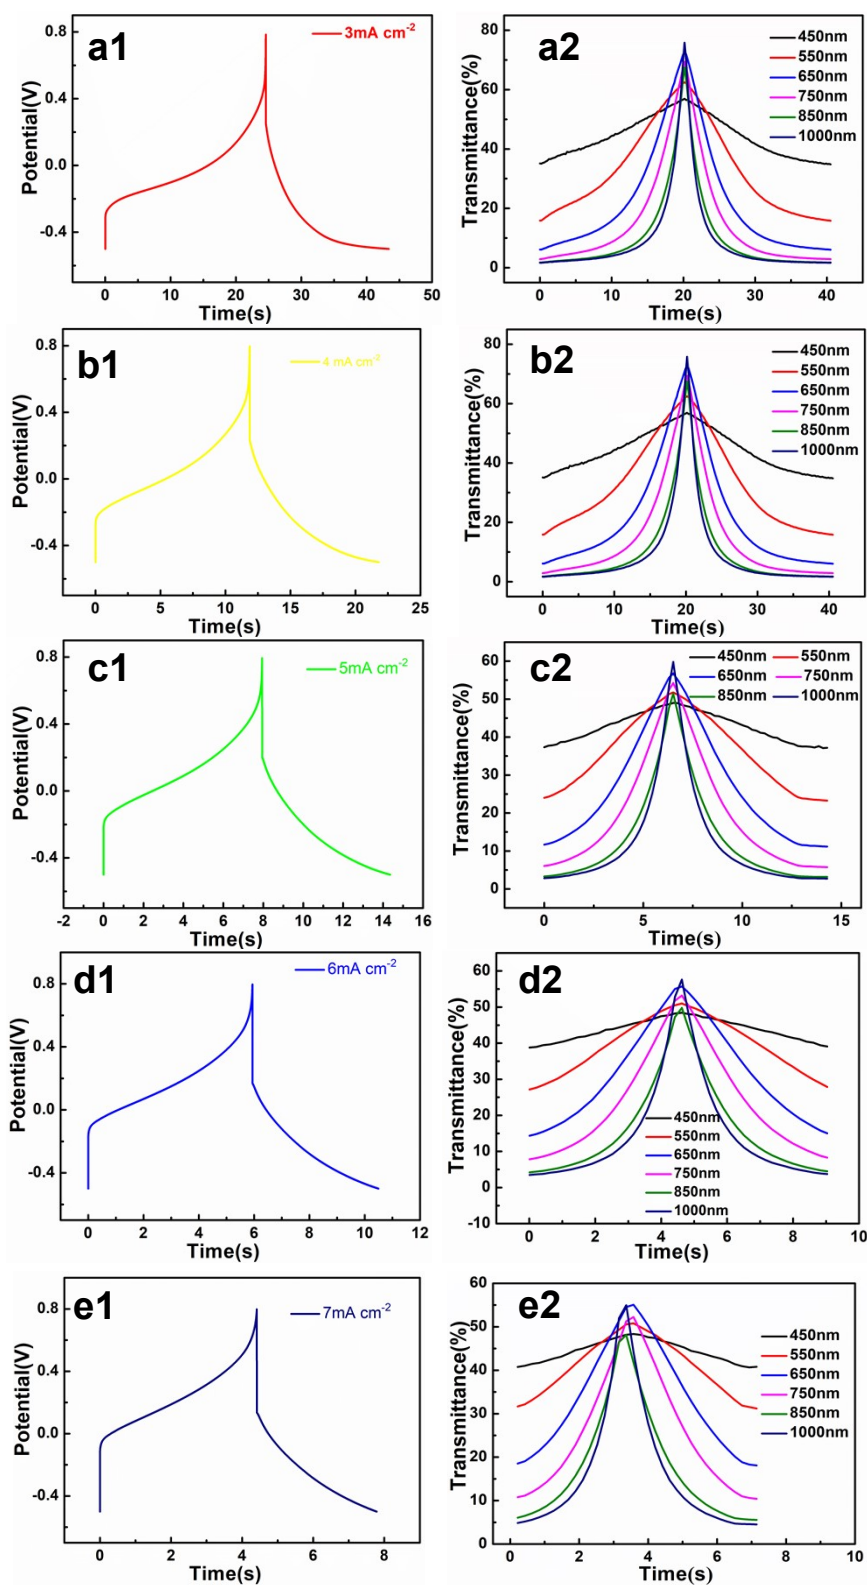 a1
3mA cm-2
Potential(V)
0.8
0.4
0.0
-0.4
0 10 20 30 40 50
Time(s)
a2
450nm
550nm
650nm
750nm
850nm
1000nm
Transmittance(%)
80
60
40
20
0
0 10 20 30 40
Time(s)
b1
4 mA cm-2
Potential(V)
0.8
0.4
0.0
-0.4
0 5 10 15 20 25
Time(s)
b2
450nm
550nm
650nm
750nm
850nm
1000nm
Transmittance(%)
80
60
40
20
0
0 10 20 30 40
Time(s)
c1
5mA cm-2
Potential(V)
0.8
0.4
0.0
-0.4
-2 0 2 4 6 8 10 12 14 16
Time(s)
c2
450nm 550nm
650nm 750nm
850nm 1000nm
Transmittance(%)
60
50
40
30
20
10
0
0 5 10 15
Time(s)
d1
6mA cm-2
Potential(V)
0.8
0.4
0.0
-0.4
0 2 4 6 8 10 12
Time(s)
d2
450nm
550nm
650nm
750nm
850nm
1000nm
Transmittance(%)
60
50
40
30
20
10
0
-10
0 2 4 6 8 10
Time(s)
e1
7mA cm-2
Potential(V)
0.8
0.4
0.0
-0.4
0 2 4 6 8
Time(s)
e2
450nm
550nm
650nm
750nm
850nm
1000nm
Transmittance(%)
60
50
40
30
20
10
0
0 2 4 6 8 10
Time(s)